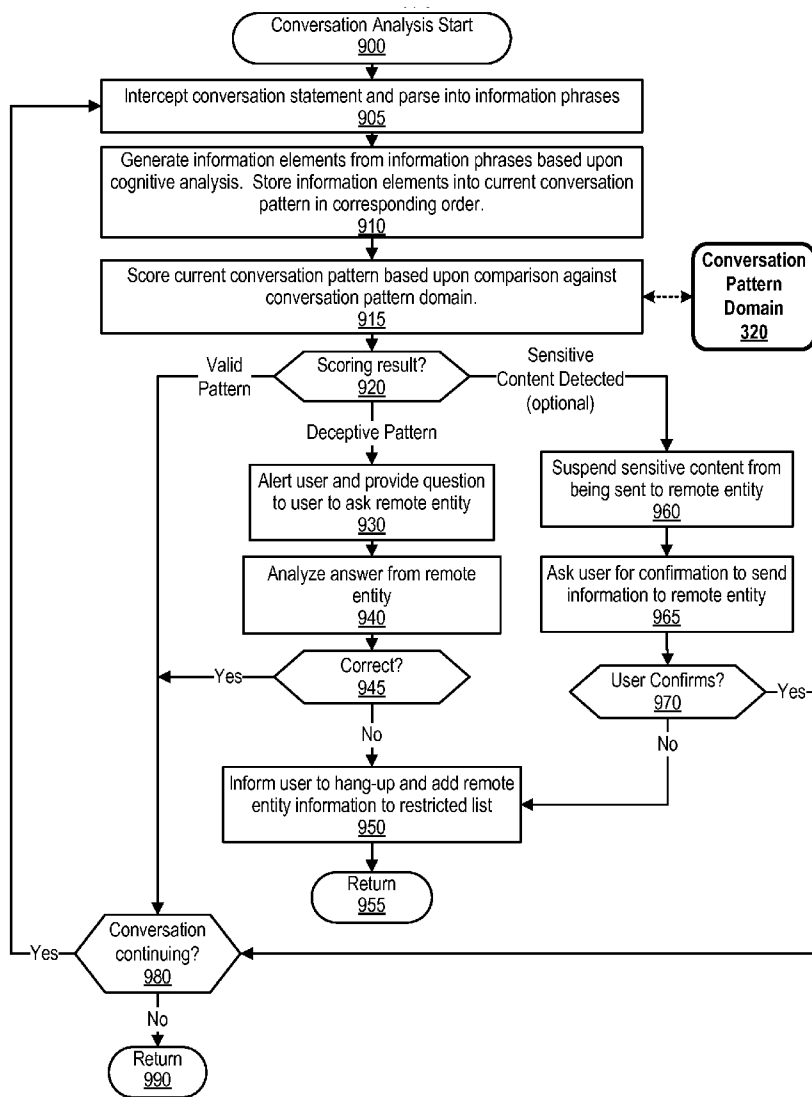 Conversation Analysis Start
900
Intercept conversation statement and parse into information phrases
905
Generate information elements from information phrases based upon
cognitive analysis. Store information elements into current conversation
pattern in corresponding order.
910
Score current conversation pattern based upon comparison against
conversation pattern domain.
915
Conversation
Pattern
Domain
320
Valid
Pattern
Scoring result?
920
Sensitive
Content Detected
(optional)
Deceptive Pattern
Alert user and provide question
to user to ask remote entity
930
Suspend sensitive content from
being sent to remote entity
960
Analyze answer from remote
entity
940
Ask user for confirmation to send
information to remote entity
965
Yes
Correct?
945
User Confirms?
970
Yes
No
No
Inform user to hang-up and add remote
entity information to restricted list
950
Return
955
Yes
Conversation
continuing?
980
No
Return
990